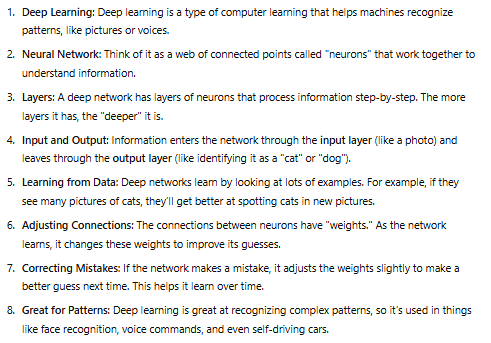 1. Deep Learning: Deep learning is a type of computer learning that helps machines recognize
patterns, like pictures or voices.
2. Neural Network: Think of it as a web of connected points called "neurons" that work together to
understand information.
3. Layers: A deep network has layers of neurons that process information step-by-step. The more
layers it has, the "deeper" it is.
4. Input and Output: Information enters the network through the input layer (like a photo) and
leaves through the output layer (like identifying it as a "cat" or "dog").
5. Learning from Data: Deep networks learn by looking at lots of examples. For example, if they
see many pictures of cats, they'll get better at spotting cats in new pictures.
6. Adjusting Connections: The connections between neurons have "weights." As the network
learns, it changes these weights to improve its guesses.
7. Correcting Mistakes: If the network makes a mistake, it adjusts the weights slightly to make a
better guess next time. This helps it learn over time.
8. Great for Patterns: Deep learning is great at recognizing complex patterns, so it's used in things
like face recognition, voice commands, and even self-driving cars.